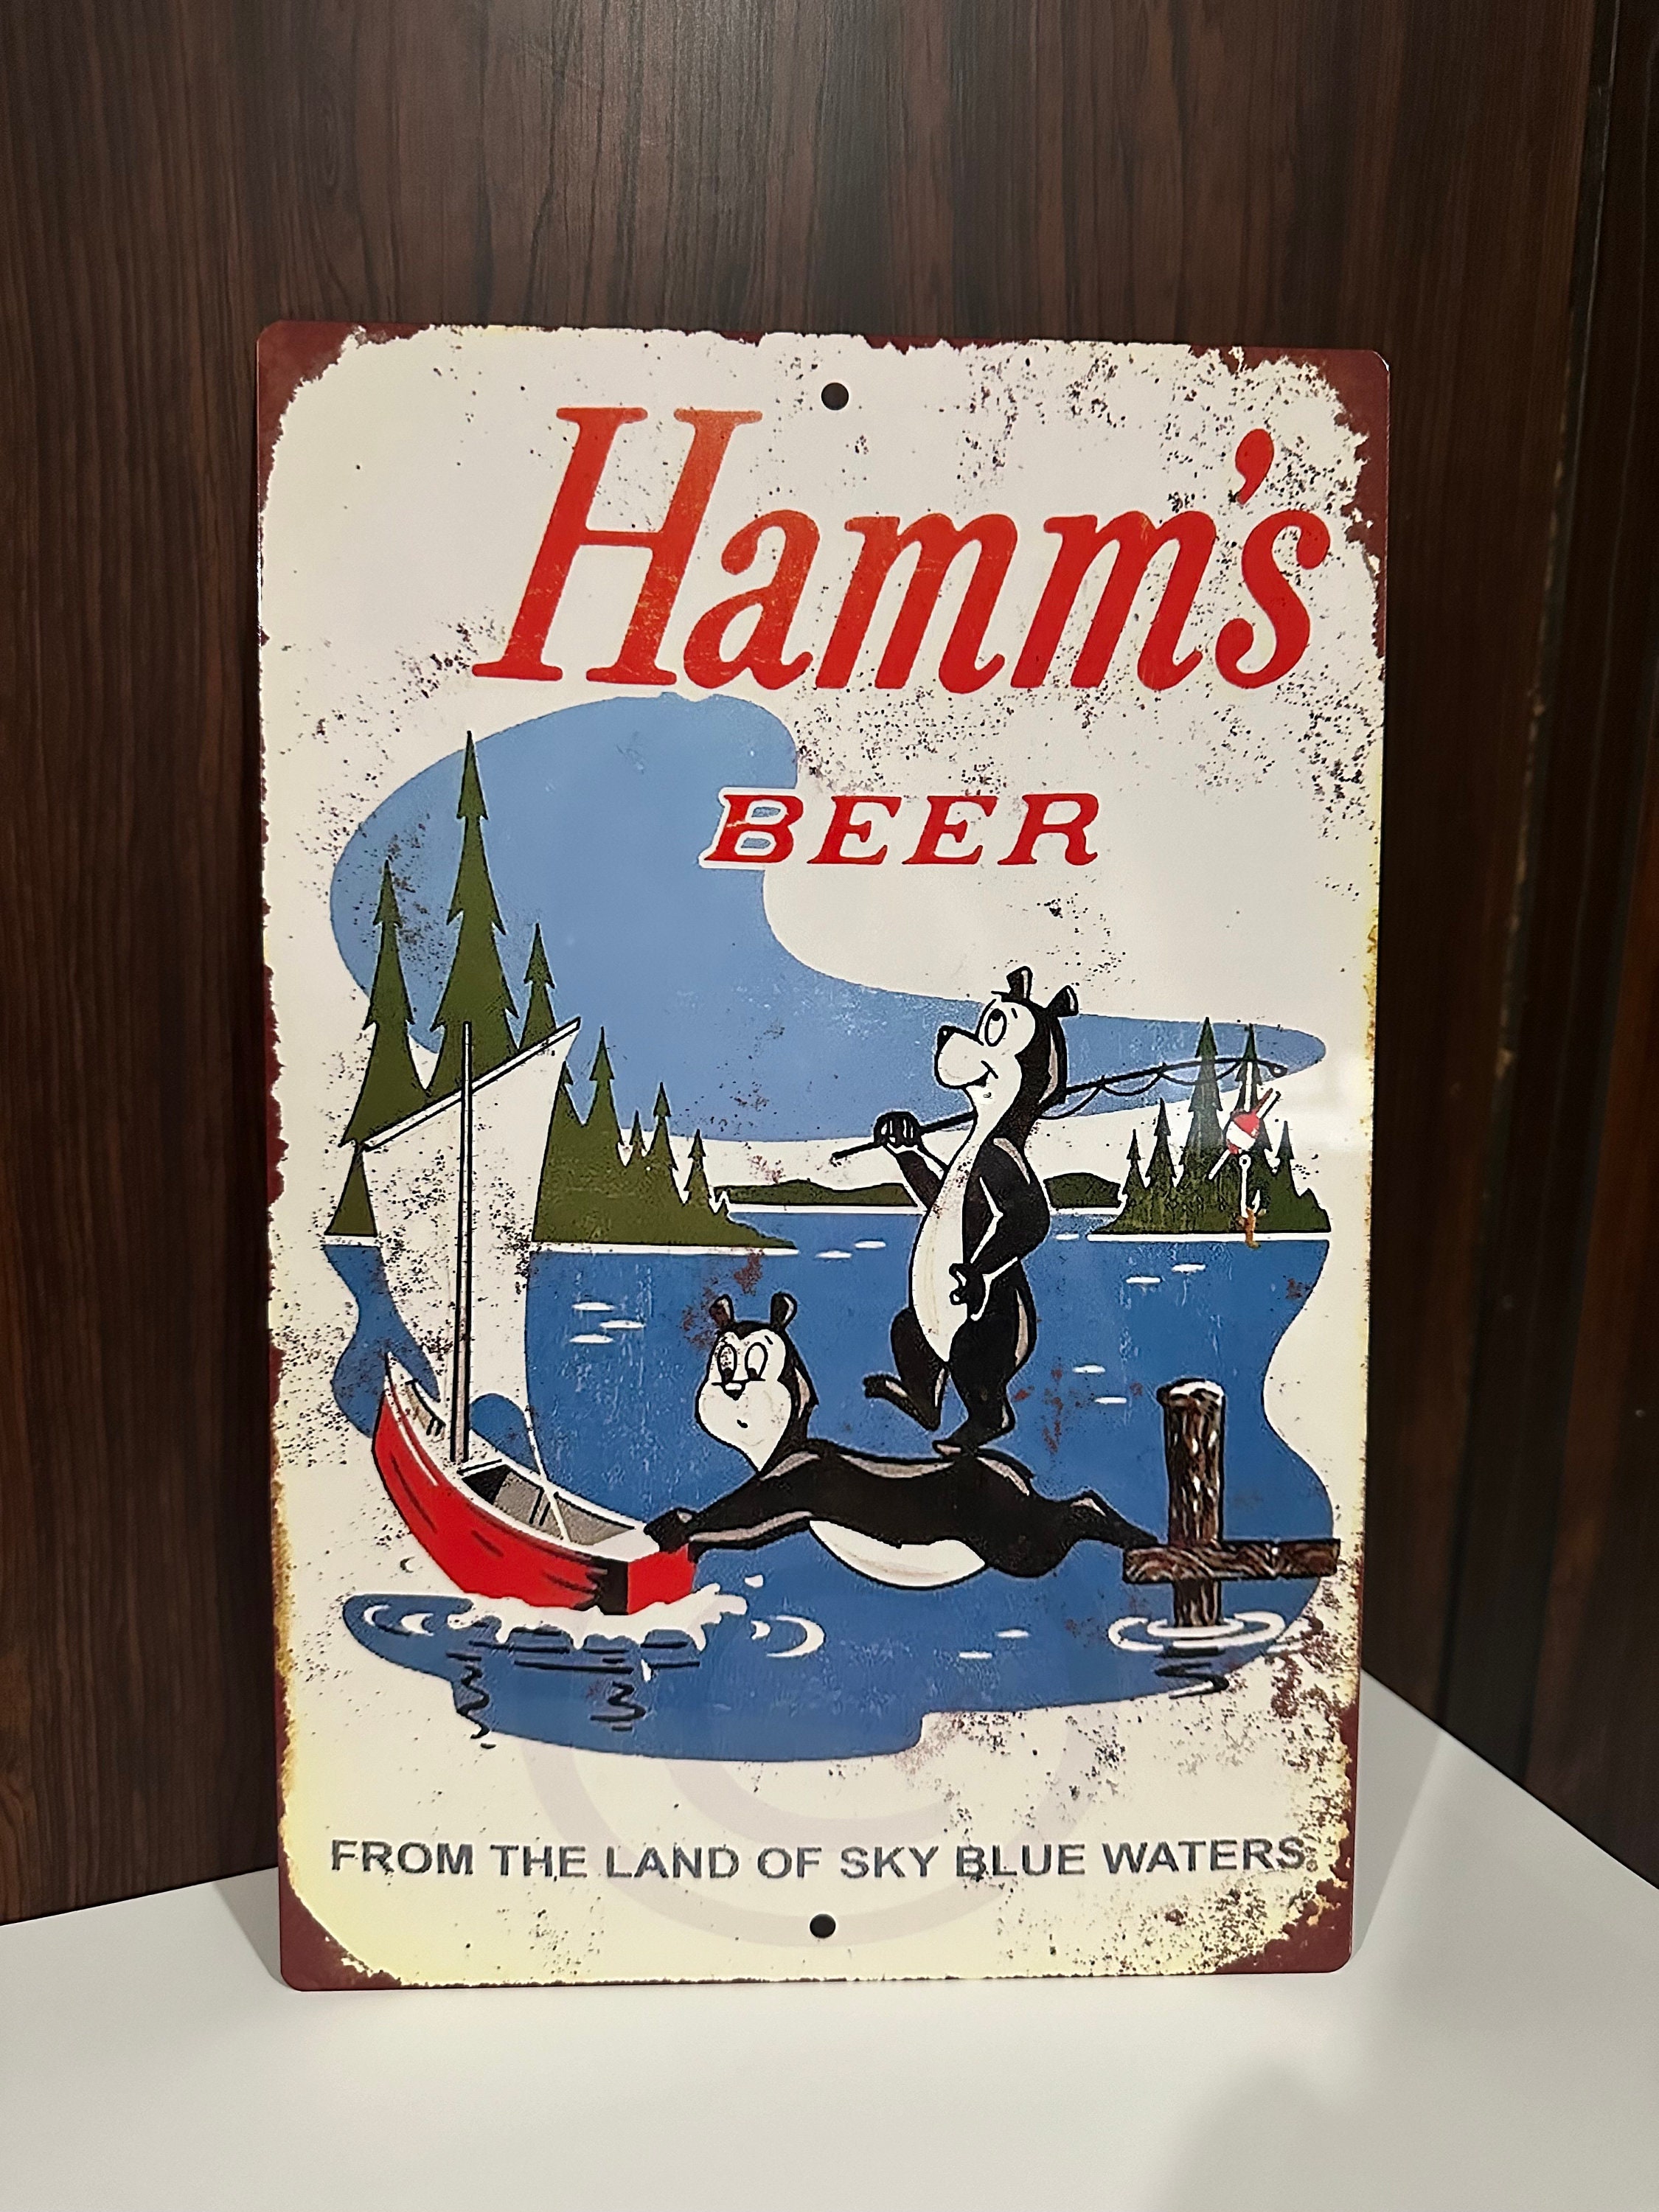 Hamm's
BEER
FROM THE LAND OF SKY BLUE WATERS